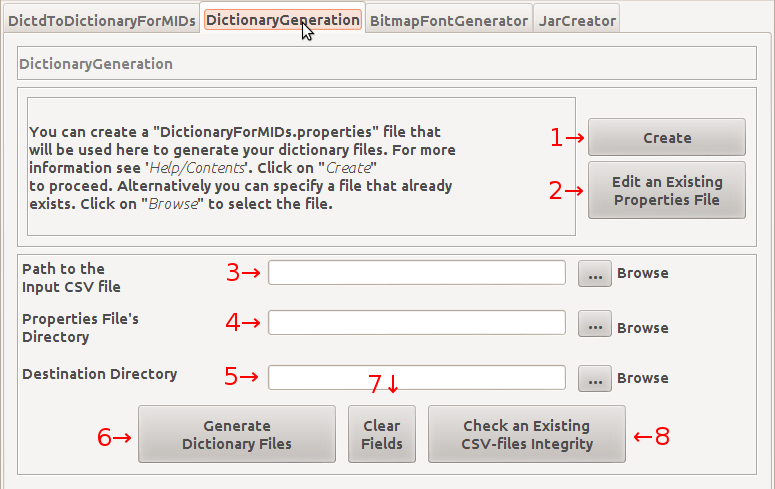 DictdToDictionaryForMIDs DictionaryGeneration BitmapFontGenerator JarCreator
DictionaryGeneration
You can create a "DictionaryForMIDs.properties" file that
will be used here to generate your dictionary files. For more
information see 'Help/Contents'. Click on "Create"
to proceed. Alternatively you can specify a file that already
exists. Click on "Browse" to select the file.
1→ Create
2→ Edit an Existing
Properties File
Path to the
Input CSV file
3→ ... Browse
Properties File's
Directory
4→ ... Browse
Destination Directory 5→ ... Browse
7↓
6→ Generate
Dictionary Files
Clear
Fields
Check an Existing
CSV-files Integrity
←8